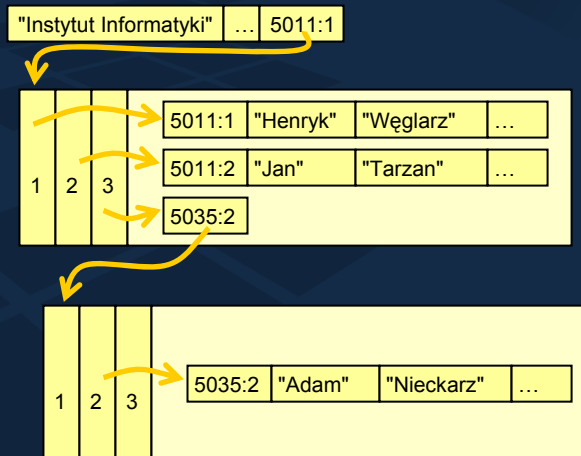 "Instytut Informatyki" … 5011:1
5011:1 "Henryk" "Węglarz" …
5011:2 "Jan" "Tarzan" …
1 2 3
5035:2
5035:2 "Adam" "Nieckarz" …
1 2 3